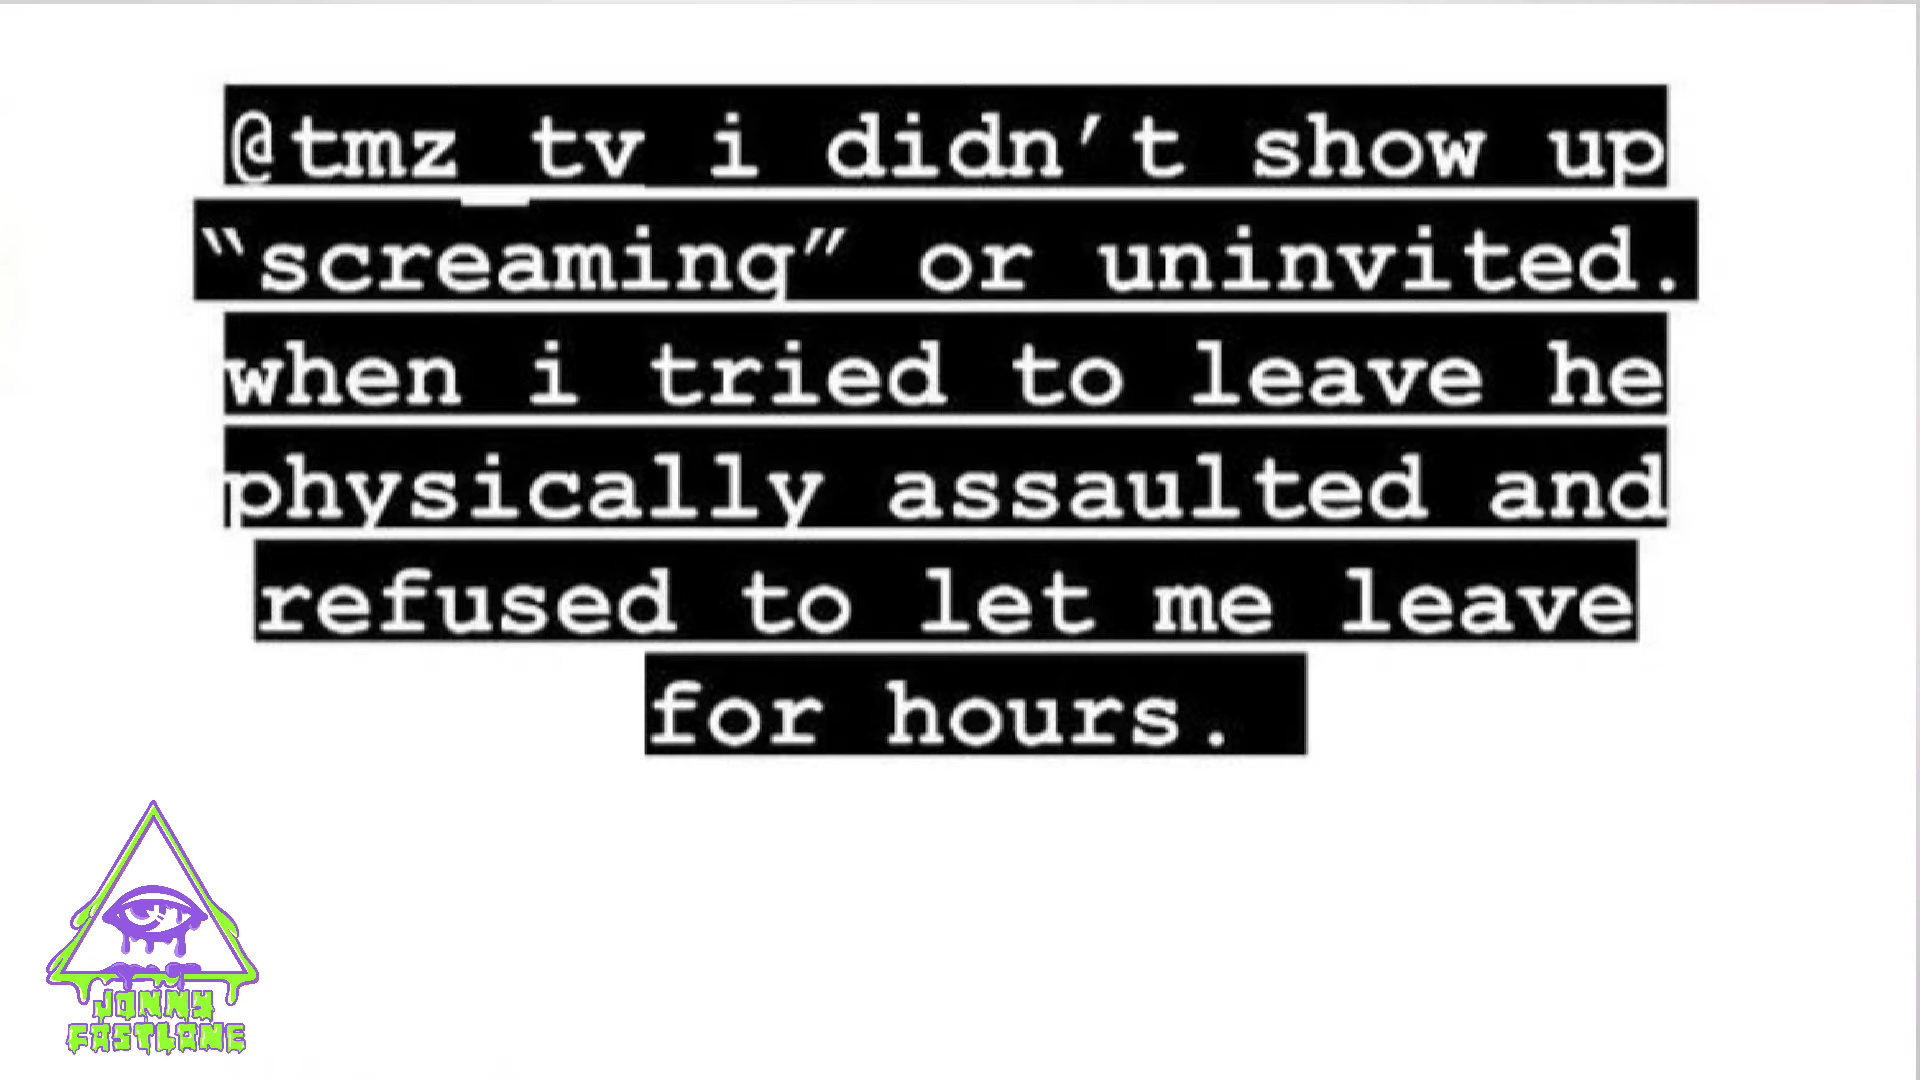 @tmz_tv i didn’t show up
“screaming” or uninvited.
when i tried to leave he
physically assaulted and
refused to let me leave
for hours.
JONNY
FASTLANE